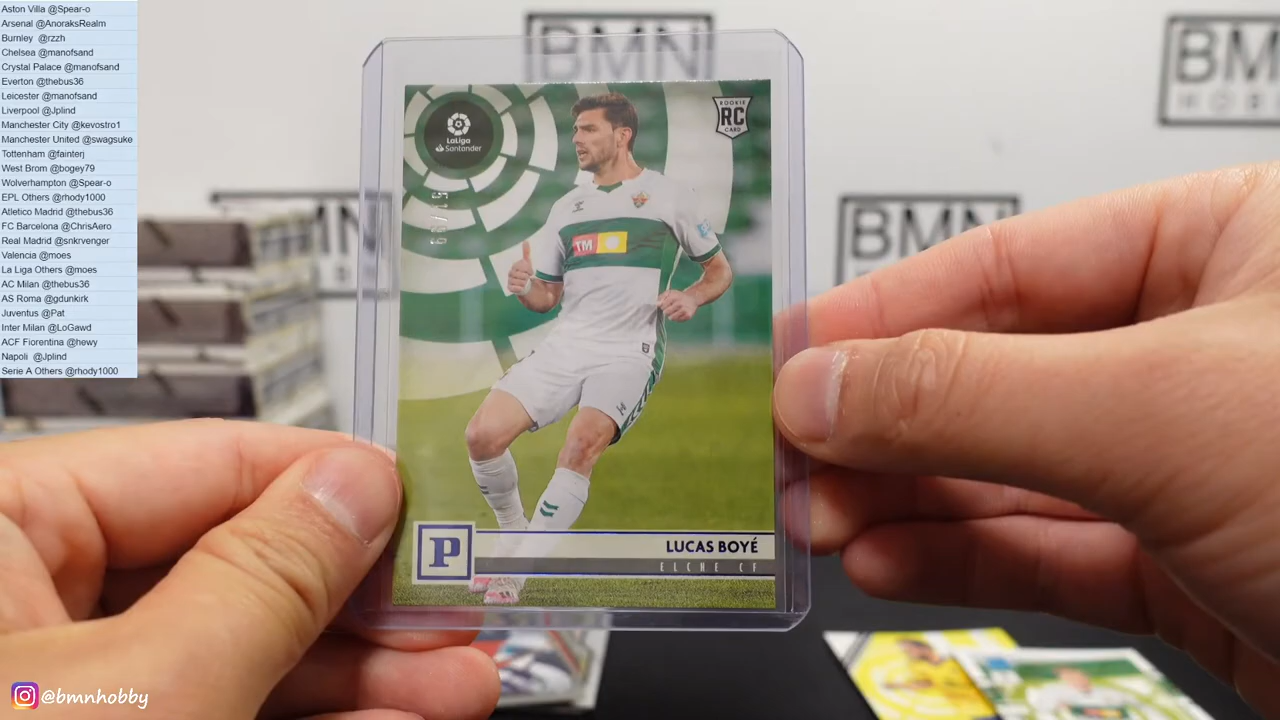 Aston Villa @Spear-o
Arsenal @AnoraksRealm
Burnley @rzzh
Chelsea @manofsand
Crystal Palace @manofsand
Everton @thebus36
Leicester @manofsand
Liverpool @Jplind
Manchester City @kevostro1
Manchester United @swagsuke
Tottenham @fainterj
West Brom @bogey79
Wolverhampton @Spear-o
EPL Others @rhody1000
Atletico Madrid @thebus36
FC Barcelona @ChrisAero
Real Madrid @snkrvenger
Valencia @moes
La Liga Others @moes
AC Milan @thebus36
AS Roma @gdunkirk
Juventus @Pat
Inter Milan @LoGawd
ACF Fiorentina @hewy
Napoli @Jplind
Serie A Others @rhody1000
BMN
BMN
BMN
LaLiga
Santander
ROOKIE
RC
CARD
TM
P
LUCAS BOYÉ
ELCHE CF
@bmnhobby